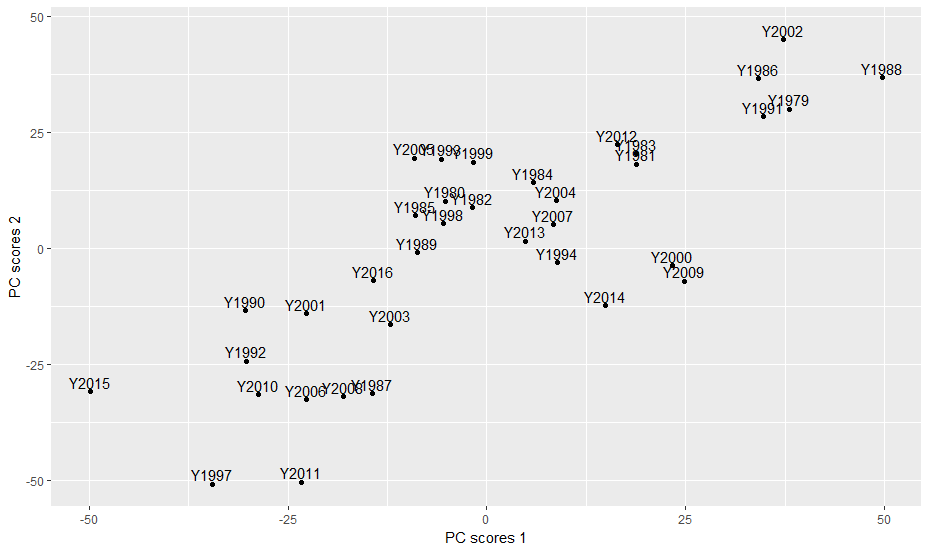 50
Y2002
Y1986
Y1988
Y1979
Y1991
25
Y2012
Y1983
Y1981
Y2005
Y1993
Y1999
Y1984
Y1980
Y1982
Y2004
Y1985
Y1998
Y2007
Y2013
0
Y1989
Y1994
Y2000
Y2009
Y2016
Y1990
Y2001
Y2014
Y2003
Y1992
-25
Y2015
Y2010
Y2006
Y2008
Y1987
Y1997
Y2011
-50
-50
-25
0
25
50
PC scores 1
PC scores 2